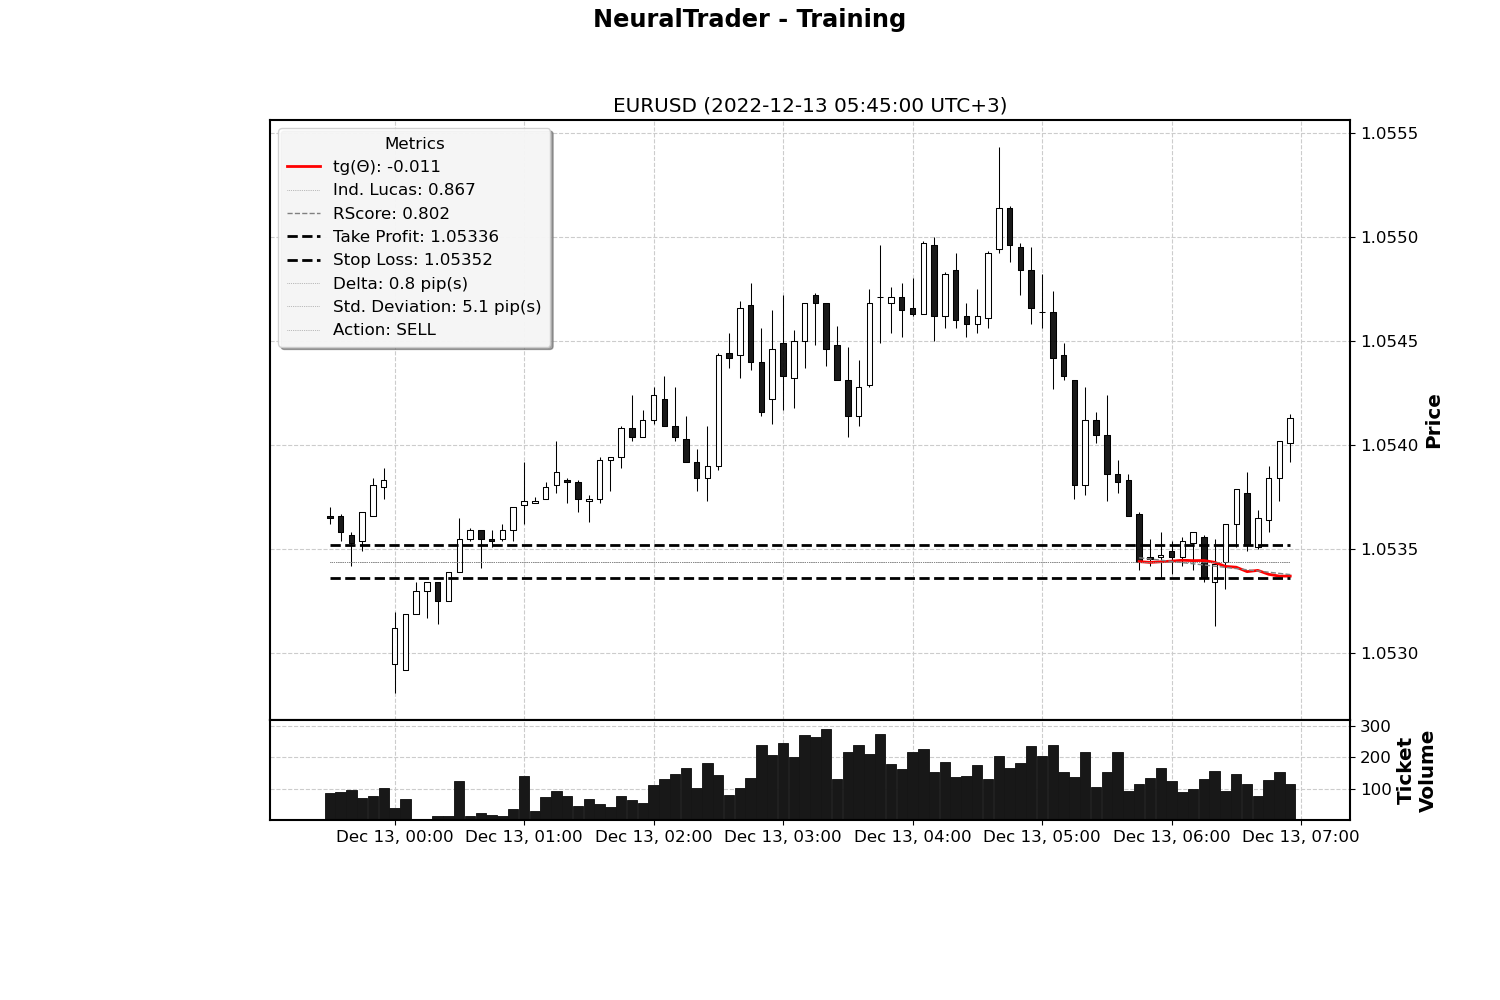 NeuralTrader - Training
EURUSD (2022-12-13 05:45:00 UTC+3)
Metrics
tg(Θ): -0.011
Ind. Lucas: 0.867
RScore: 0.802
Take Profit: 1.05336
Stop Loss: 1.05352
Delta: 0.8 pip(s)
Std. Deviation: 5.1 pip(s)
Action: SELL
1.0555
1.0550
1.0545
1.0540
1.0535
1.0530
Price
300
200
100
Ticket
Volume
Dec 13, 00:00 Dec 13, 01:00 Dec 13, 02:00 Dec 13, 03:00 Dec 13, 04:00 Dec 13, 05:00 Dec 13, 06:00 Dec 13, 07:00